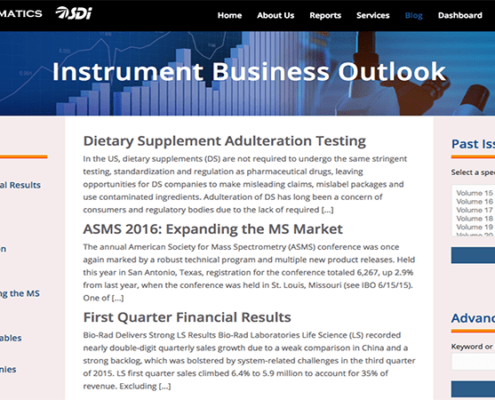 MATICS SDi Home About Us Reports Services Blog Dashboard
Instrument Business Outlook
al Results
on
ng the MS
ables
nies
Dietary Supplement Adulteration Testing
In the US, dietary supplements (DS) are not required to undergo the same stringent
testing, standardization and regulation as pharmaceutical drugs, leaving
opportunities for DS companies to make misleading claims, mislabel packages and
use contaminated ingredients. Adulteration of DS has long been a concern of
consumers and regulatory bodies due to the lack of required [...]
ASMS 2016: Expanding the MS Market
The annual American Society for Mass Spectrometry (ASMS) conference was once
again marked by a robust technical program and multiple new product releases. Held
this year in San Antonio, Texas, registration for the conference totaled 6,267, up 2.9%
from last year, when the conference was held in St. Louis, Missouri (see IBO 6/15/15).
One of [...]
First Quarter Financial Results
Bio-Rad Delivers Strong LS Results Bio-Rad Laboratories Life Science (LS) recorded
nearly double-digit quarterly sales growth due to a weak comparison in China and a
strong backlog, which was bolstered by system-related challenges in the third quarter
of 2015. LS first quarter sales climbed 6.4% to 5.9 million to account for 35% of
revenue. Excluding [...]
Past Iss
Select a spe
Volume 15
Volume 16
Volume 17
Volume 18
Volume 19
Volume 20
Advan
Keyword or